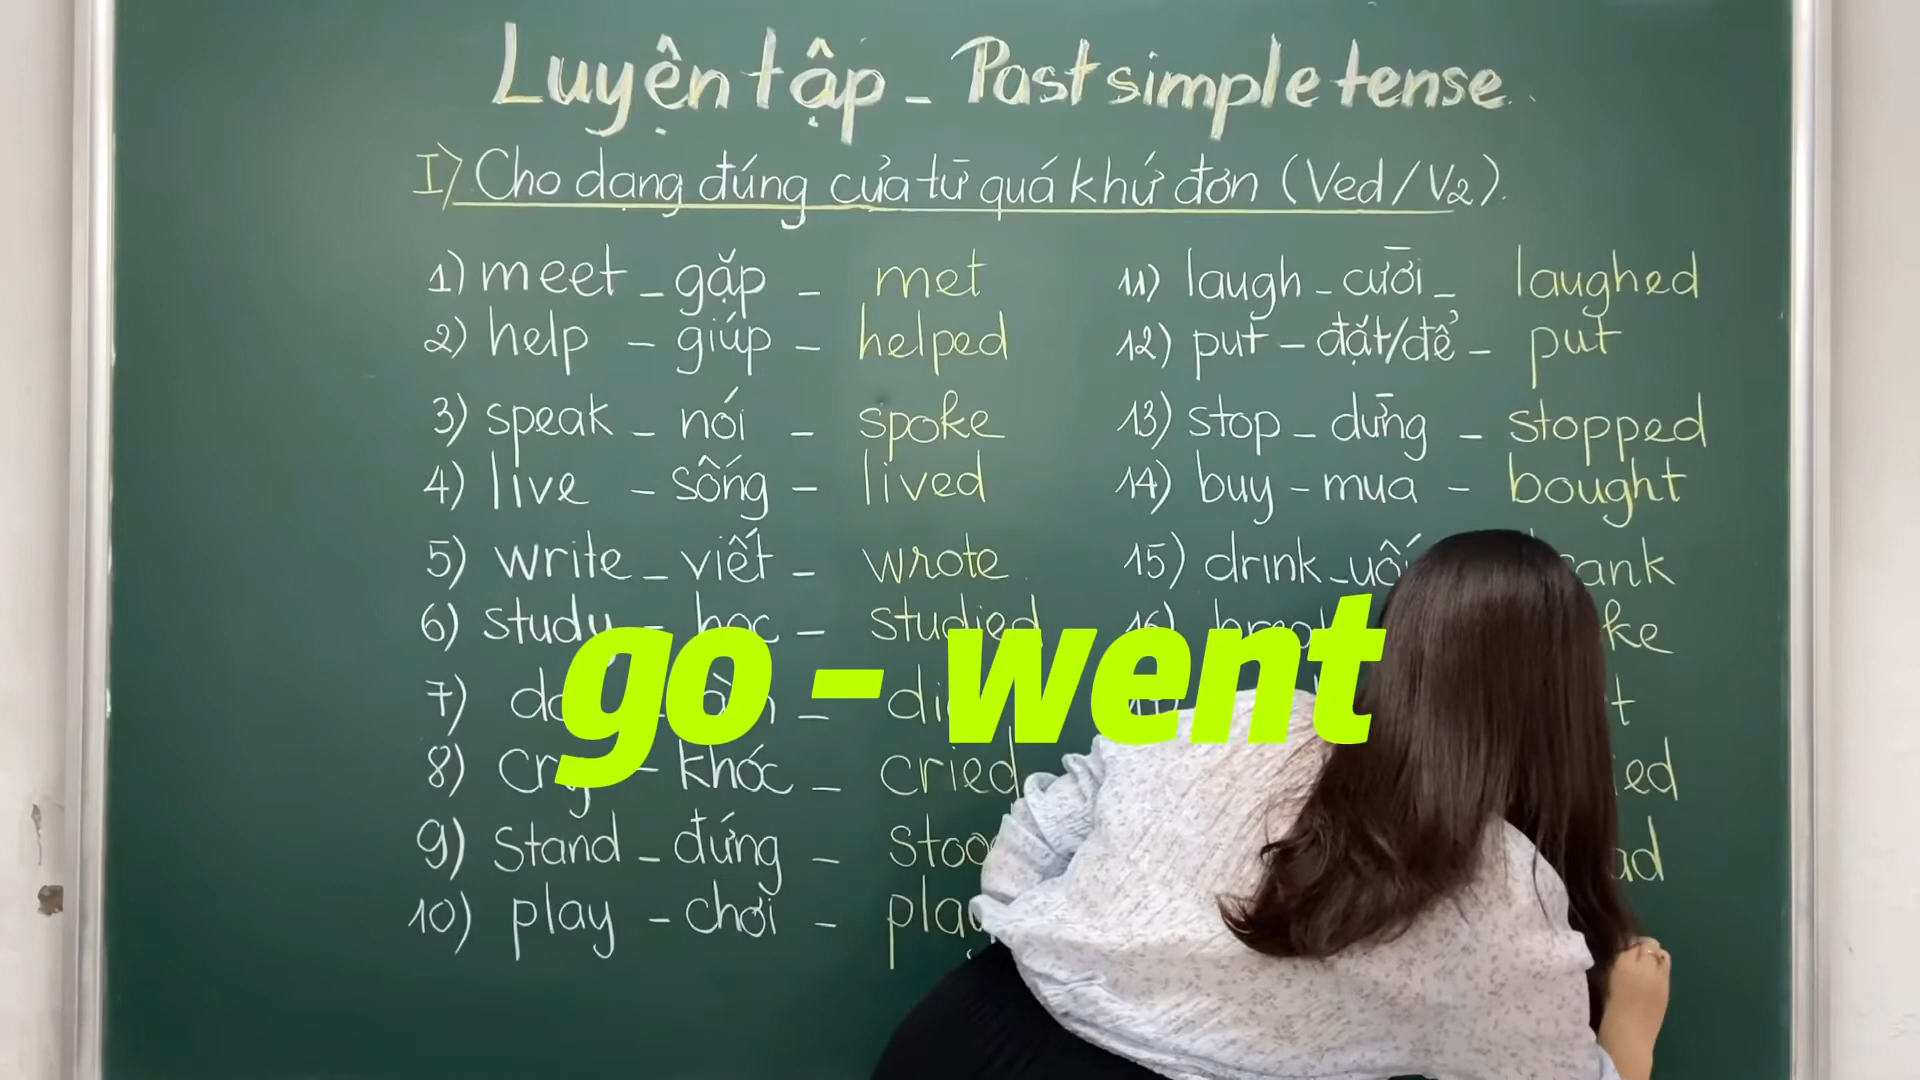 Luyện tập - Past simple tense
I) Cho dạng đúng của từ quá khứ đơn (Ved/V2).
1) meet - gặp - met
2) help - giúp - helped
3) speak - nói - spoke
4) live - sống - lived
5) write - viết - wrote
6) study - học - studied
7)
8) cry - khóc - cried
9) stand - đứng -
10) play - chơi -
11) laugh - cười - laughed
12) put - đặt/để - put
13) stop - dừng - stopped
14) buy - mua - bought
15) drink -
16)
go - went